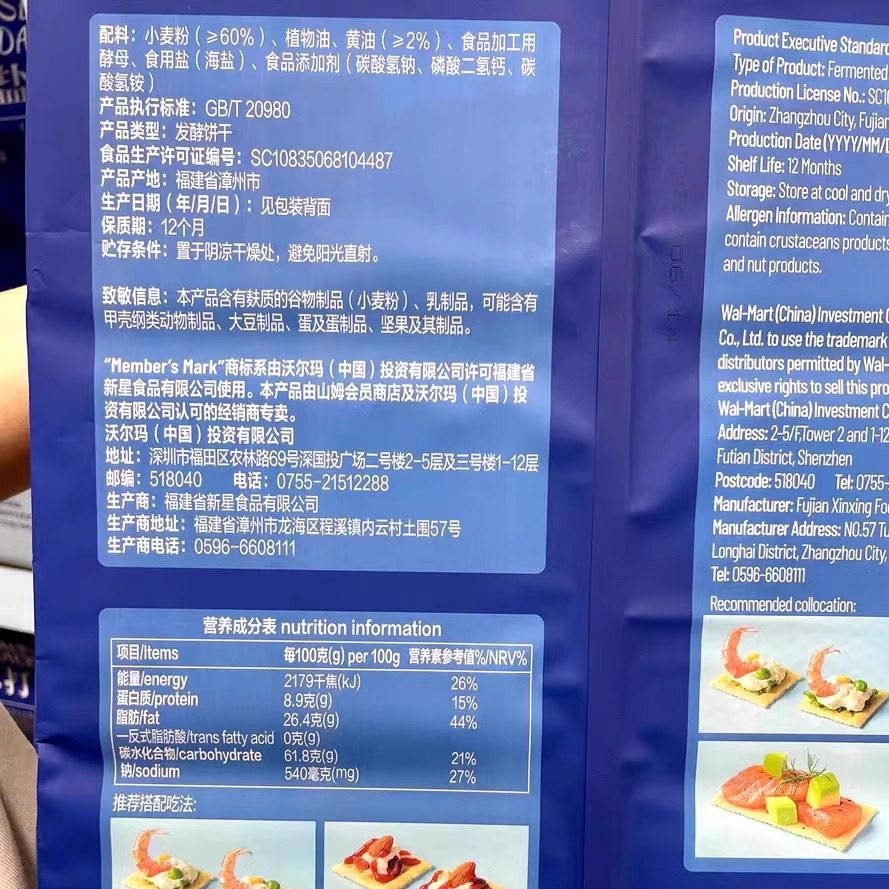 配料：小麦粉（≥60%）、植物油、黄油（≥2%）、食品加工用
酵母、食用盐（海盐）、食品添加剂（碳酸氢钠、磷酸二氢钙、碳
酸氢铵）
产品执行标准：GB/T 20980
产品类型：发酵饼干
食品生产许可证编号：SC10835068104487
产品产地：福建省漳州市
生产日期（年/月/日）：见包装背面
保质期：12个月
贮存条件：置于阴凉干燥处，避免阳光直射。
致敏信息：本产品含有麸质的谷物制品（小麦粉）、乳制品，可能含有
甲壳纲类动物制品、大豆制品、蛋及蛋制品、坚果及其制品。
“Member's Mark”商标系由沃尔玛（中国）投资有限公司许可福建省
新星食品有限公司使用。本产品由山姆会员商店及沃尔玛（中国）投
资有限公司认可的经销商专卖。
沃尔玛（中国）投资有限公司
地址：深圳市福田区农林路69号深国投广场二号楼2-5层及三号楼1-12层
邮编：518040 电话：0755-21512288
生产商：福建省新星食品有限公司
生产商地址：福建省漳州市龙海区程溪镇内云村土围57号
生产商电话：0596-6608111
营养成分表 nutrition information
项目/Items 每100克(g) per 100g 营养素参考值%/NRV%
能量/energy 2179千焦(kJ) 26%
蛋白质/protein 8.9克(g) 15%
脂肪/fat 26.4克(g) 44%
一反式脂肪酸/trans fatty acid 0克(g)
碳水化合物/carbohydrate 61.8克(g) 21%
钠/sodium 540毫克(mg) 27%
推荐搭配吃法:
Product Executive Standard
Type of Product: Fermented
Production License No.: SC10
Origin: Zhangzhou City, Fujian
Production Date (YYYY/MM/D
Shelf Life: 12 Months
Storage: Store at cool and dry
Allergen Information: Contain
contain crustaceans products
and nut products.
Wal-Mart (China) Investment C
Co., Ltd. to use the trademark
distributors permitted by Wal-
exclusive rights to sell this pro
Wal-Mart (China) Investment C
Address: 2-5/F,Tower 2 and 1-12
Futian District, Shenzhen
Postcode: 518040 Tel: 0755-
Manufacturer: Fujian Xinxing Foo
Manufacturer Address: NO.57 Tu
Longhai District, Zhangzhou City,
Tel: 0596-6608111
Recommended collocation: